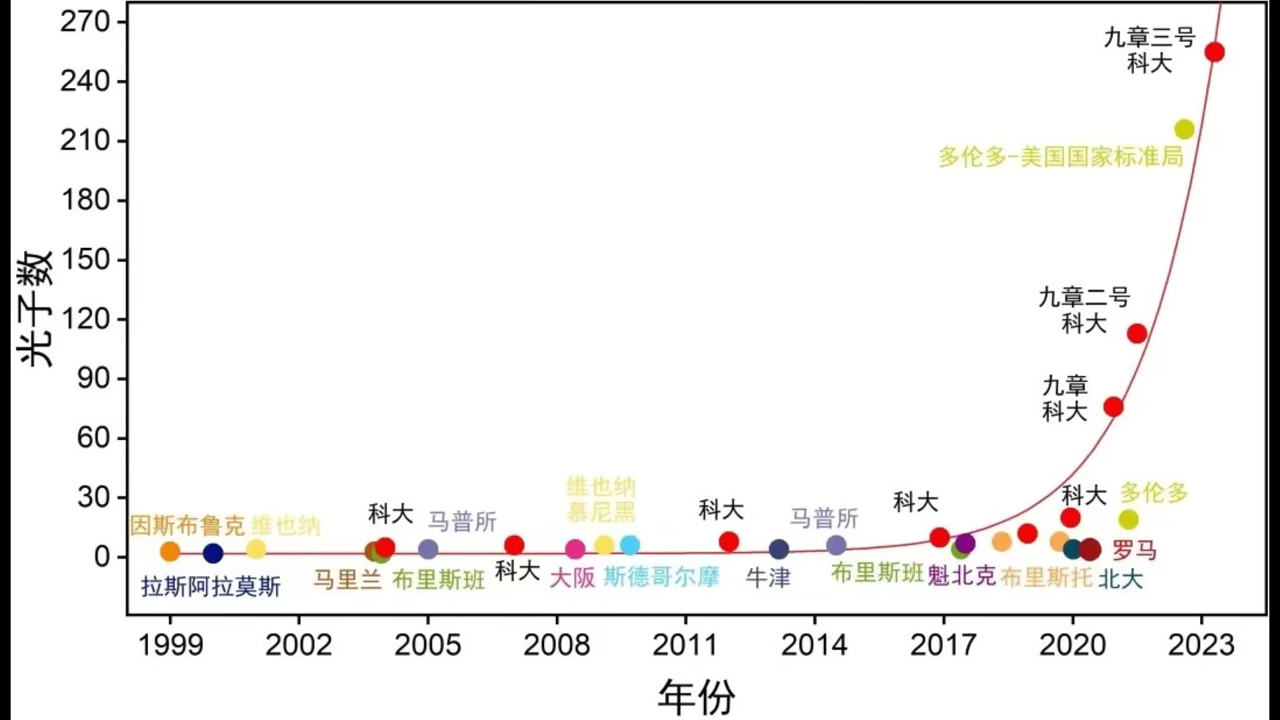 270
240
210
180
150
120
90
60
30
0
光子数
九章三号
科大
多伦多-美国国家标准局
九章二号
科大
九章
科大
维也纳
慕尼黑
科大
多伦多
科大
科大
科大
马普所
马普所
因斯布鲁克
维也纳
罗马
拉斯阿拉莫斯
马里兰
布里斯班
科大
大阪
斯德哥尔摩
牛津
布里斯班
魁北克
布里斯托
北大
1999
2002
2005
2008
2011
2014
2017
2020
2023
年份